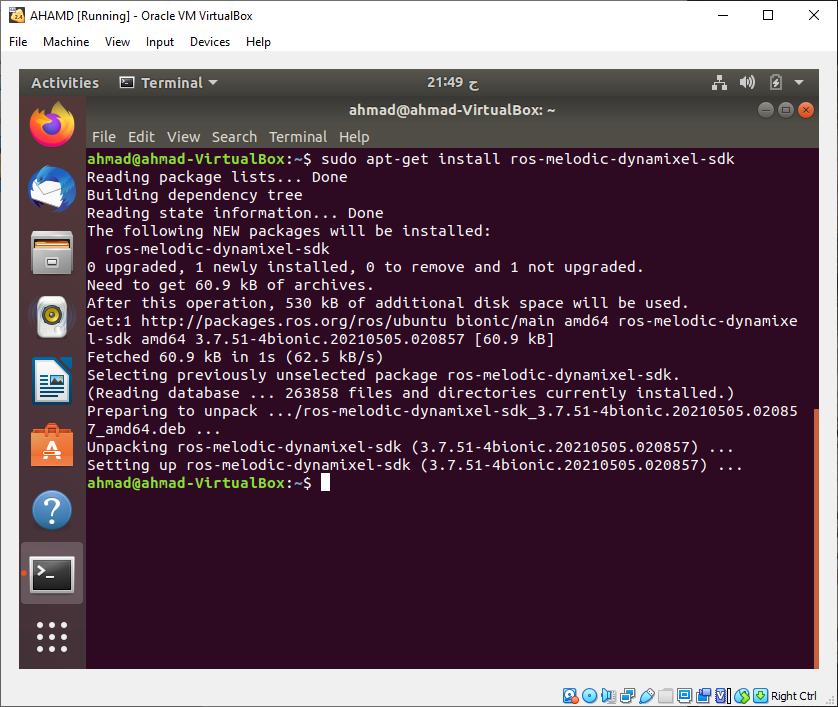 AHAMD [Running] - Oracle VM VirtualBox
File Machine View Input Devices Help
Activities Terminal 21:49 ح
ahmad@ahmad-VirtualBox: ~
File Edit View Search Terminal Help
ahmad@ahmad-VirtualBox:~$ sudo apt-get install ros-melodic-dynamixel-sdk
Reading package lists... Done
Building dependency tree
Reading state information... Done
The following NEW packages will be installed:
  ros-melodic-dynamixel-sdk
0 upgraded, 1 newly installed, 0 to remove and 1 not upgraded.
Need to get 60.9 kB of archives.
After this operation, 530 kB of additional disk space will be used.
Get:1 http://packages.ros.org/ros/ubuntu bionic/main amd64 ros-melodic-dynamixe
l-sdk amd64 3.7.51-4bionic.20210505.020857 [60.9 kB]
Fetched 60.9 kB in 1s (62.5 kB/s)
Selecting previously unselected package ros-melodic-dynamixel-sdk.
(Reading database ... 263858 files and directories currently installed.)
Preparing to unpack .../ros-melodic-dynamixel-sdk_3.7.51-4bionic.20210505.02085
7_amd64.deb ...
Unpacking ros-melodic-dynamixel-sdk (3.7.51-4bionic.20210505.020857) ...
Setting up ros-melodic-dynamixel-sdk (3.7.51-4bionic.20210505.020857) ...
ahmad@ahmad-VirtualBox:~$
Right Ctrl